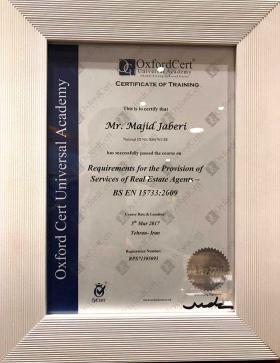 Oxford Cert Universal Academy
OxfordCert
Universal Academy
CERTIFICATE OF TRAINING
This is to certify that
Mr. Majid Jaberi
has successfully passed the course on
Requirements for the Provision of
Services of Real Estate Agents –
BS EN 15733:2009
Course Date & Location:
5th Mar 2017
Tehran- Iran
Registration Number: